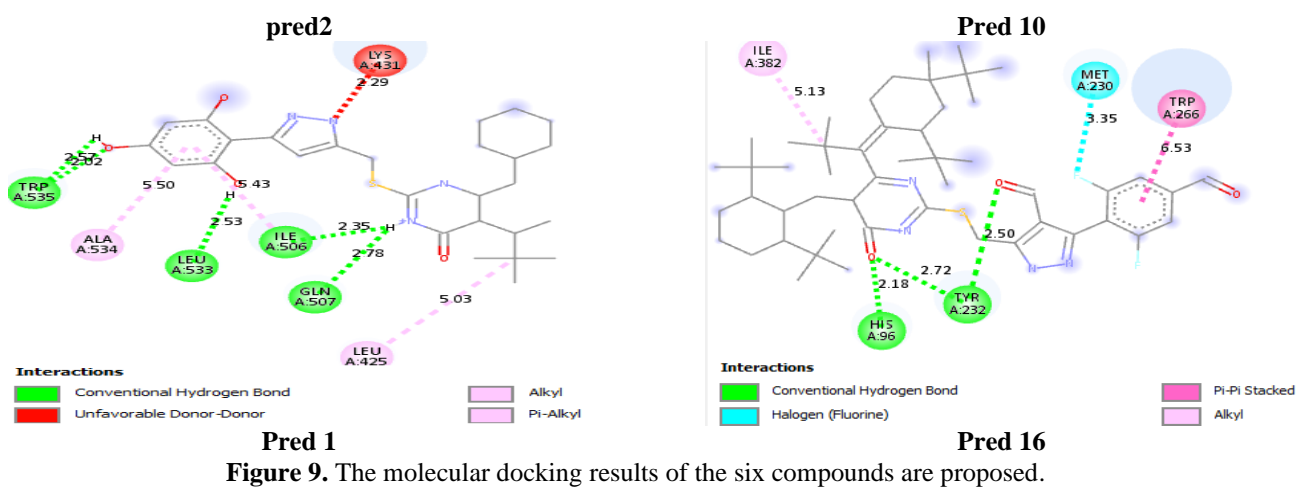 pred2 Pred 10
LYS
A:431
2.29
H
O
O
N
N
2.57
2.02
TRP
A:535
5.50
5.43
O
H
S
N
2.53
ALA
A:534
LEU
A:533
ILE
A:506
2.35
H
N
2.78
O
GLN
A:507
5.03
LEU
A:425
Interactions
Conventional Hydrogen Bond
Unfavorable Donor-Donor
Alkyl
Pi-Alkyl
ILE
A:382
5.13
MET
A:230
3.35
TRP
A:266
6.53
F
O
O
N
S
N
O
2.50
N
N
2.72
2.18
TYR
A:232
HIS
A:96
F
Interactions
Conventional Hydrogen Bond
Halogen (Fluorine)
Pi-Pi Stacked
Alkyl
Pred 1 Pred 16
Figure 9. The molecular docking results of the six compounds are proposed.